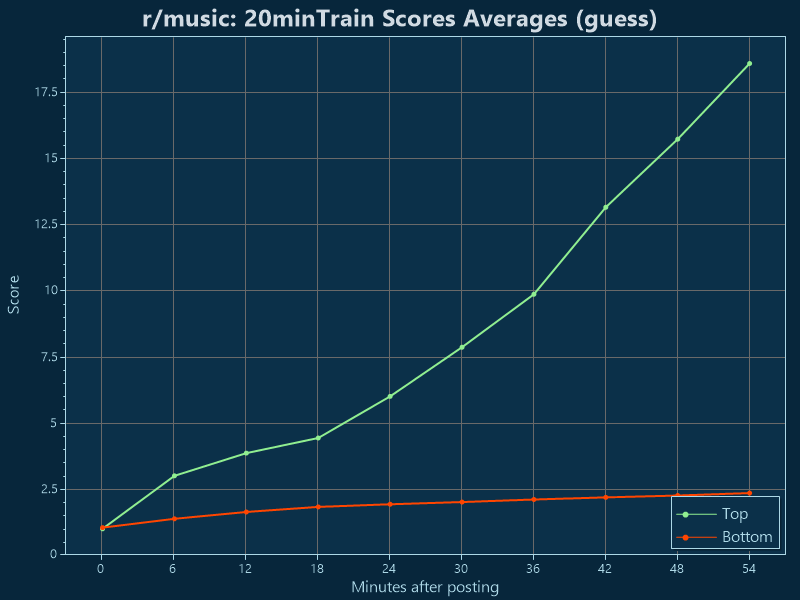 r/music: 20minTrain Scores Averages (guess)
17.5
15
12.5
10
7.5
5
2.5
0
Score
0 6 12 18 24 30 36 42 48 54
Minutes after posting
Top
Bottom